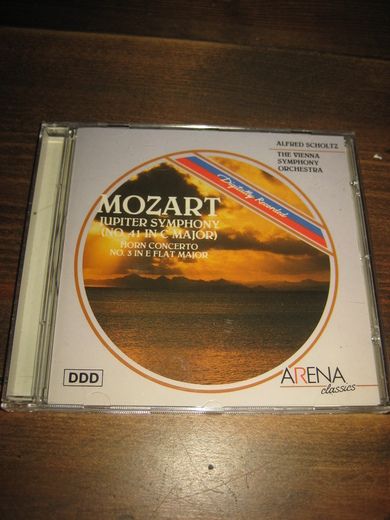 ALFRED SCHOLTZ
THE VIENNA
SYMPHONY
ORCHESTRA
Digitally Recorded
MOZART
JUPITER SYMPHONY
(NO. 41 IN C MAJOR)
HORN CONCERTO
NO. 3 IN E FLAT MAJOR
DDD
ARENA
classics